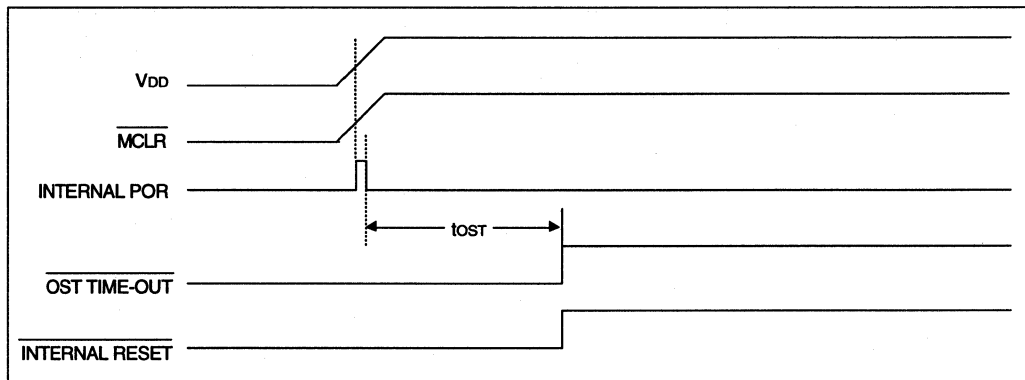 VDD
MCLR
INTERNAL POR
tOST
OST TIME-OUT
INTERNAL RESET